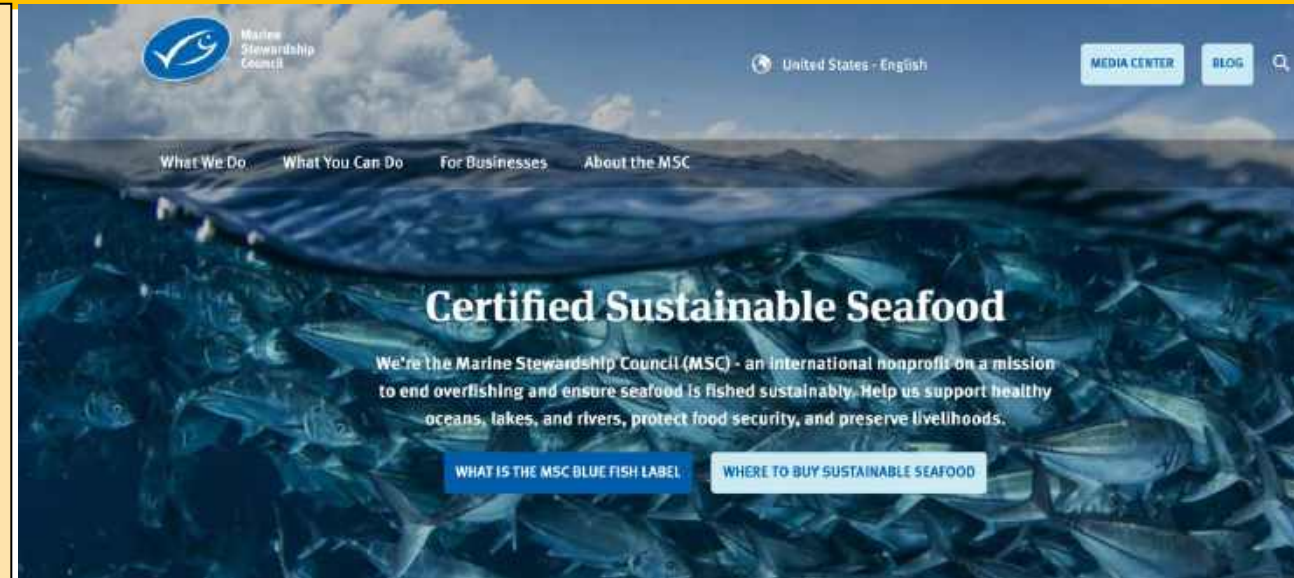 Marine
Stewardship
Council
United States - English
MEDIA CENTER
BLOG
What We Do
What You Can Do
For Businesses
About the MSC
Certified Sustainable Seafood
We're the Marine Stewardship Council (MSC) - an international nonprofit on a mission
to end overfishing and ensure seafood is fished sustainably. Help us support healthy
oceans, lakes, and rivers, protect food security, and preserve livelihoods.
WHAT IS THE MSC BLUE FISH LABEL
WHERE TO BUY SUSTAINABLE SEAFOOD